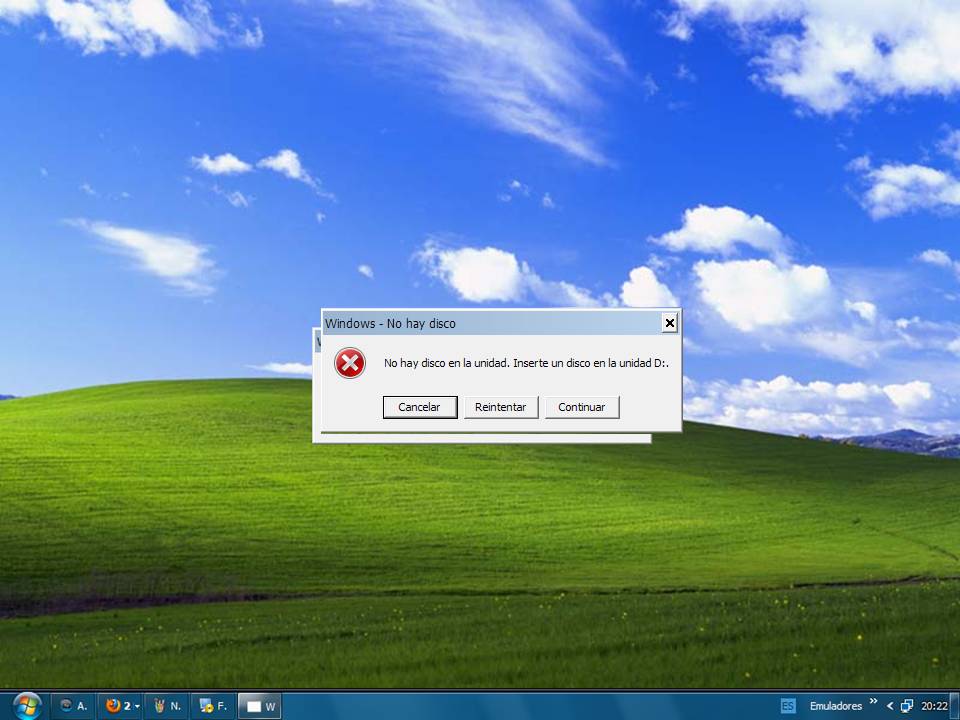 Windows - No hay disco
No hay disco en la unidad. Inserte un disco en la unidad D:.
Cancelar
Reintentar
Continuar
A.
2
N.
F.
W
ES
Emuladores
20:22